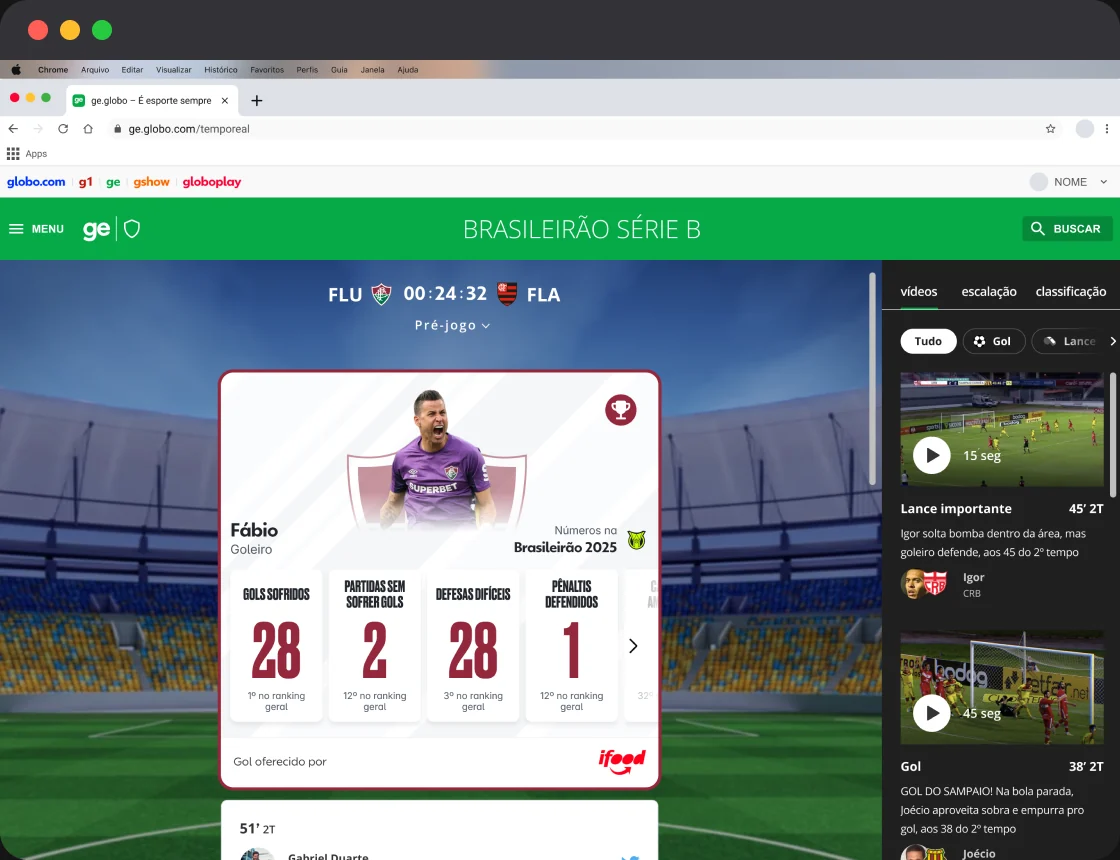 Chrome Arquivo Editar Visualizar Histórico Favoritos Perfis Guia Janela Ajuda
ge ge.globo – É esporte sempre
ge.globo.com/temporeal
Apps
globo.com g1 ge gshow globoplay
NOME
MENU ge
BRASILEIRÃO SÉRIE B
BUSCAR
FLU 00:24:32 FLA
Pré-jogo
SUPERBET
Fábio
Goleiro
Números na
Brasileirão 2025
GOLS SOFRIDOS
28
1º no ranking
geral
PARTIDAS SEM
SOFRER GOLS
2
12º no ranking
geral
DEFESAS DIFÍCEIS
28
3º no ranking
geral
PÊNALTIS
DEFENDIDOS
1
12º no ranking
geral
32º
Gol oferecido por
ifood
51’ 2T
Gabriel Duarte
vídeos escalação classificação
Tudo Gol Lance
15 seg
Lance importante 45’ 2T
Igor solta bomba dentro da área, mas
goleiro defende, aos 45 do 2º tempo
Igor
CRB
bodog betfair.net
45 seg
Gol 38’ 2T
GOL DO SAMPAIO! Na bola parada,
Joécio aproveita sobra e empurra pro
gol, aos 38 do 2º tempo
Joécio